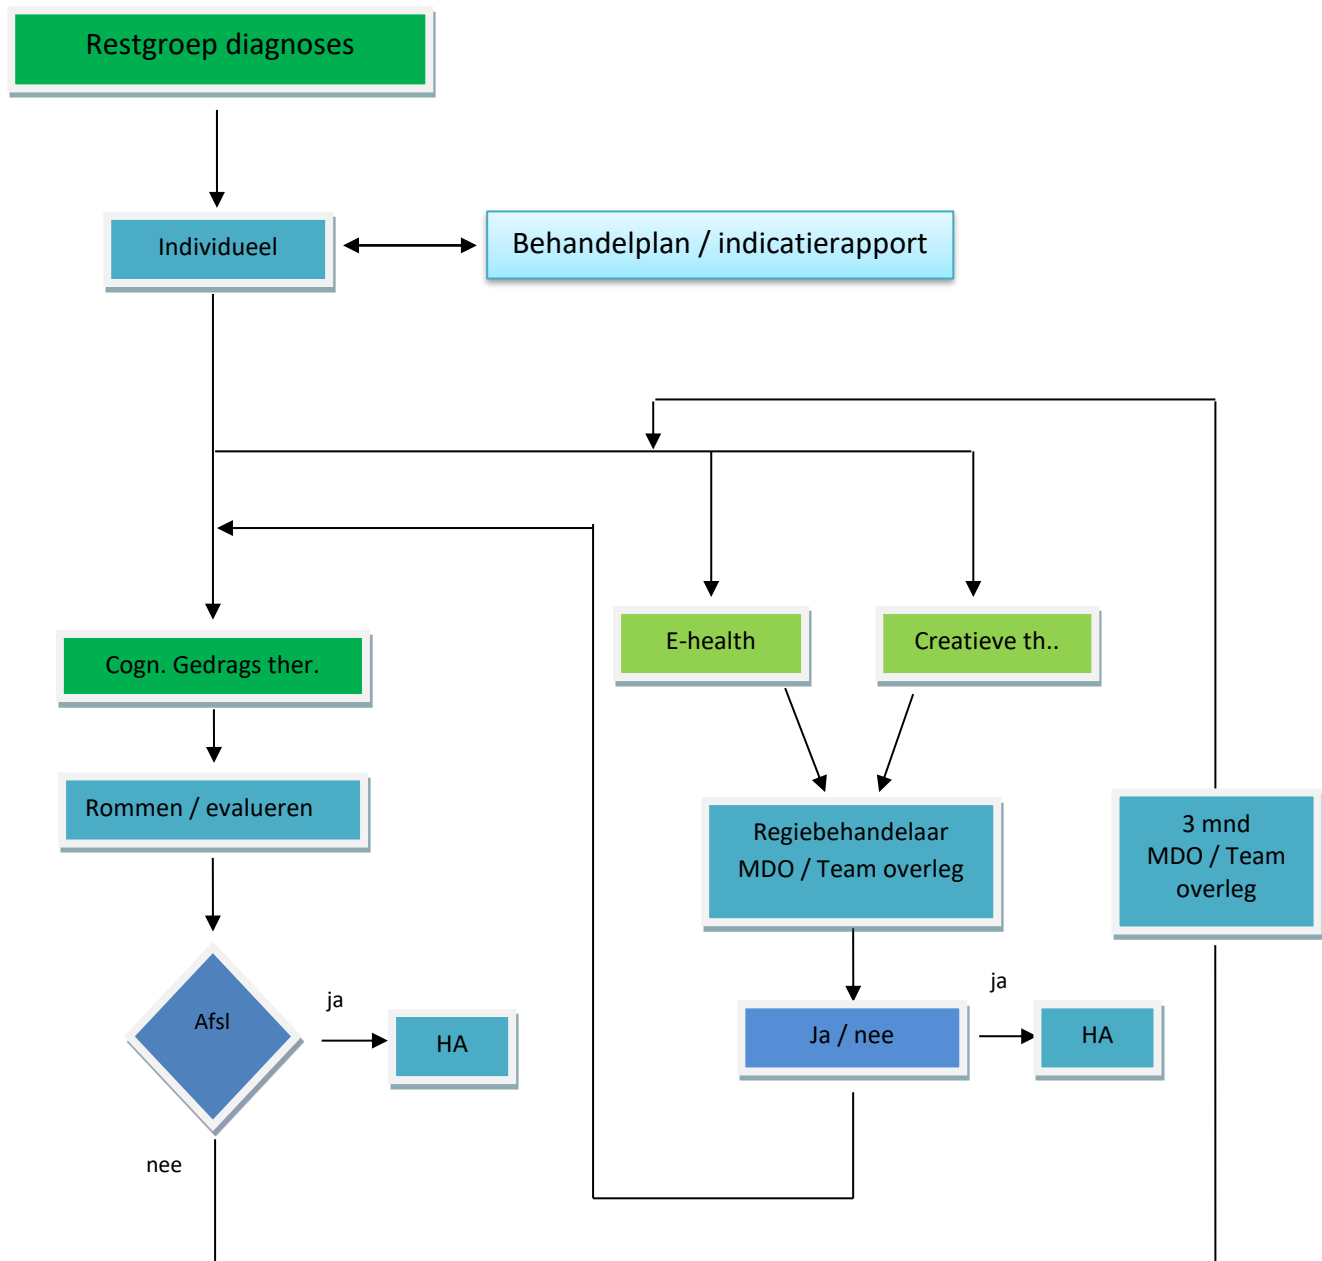 Restgroep diagnoses
Individueel
Behandelplan / indicatierapport
E-health
Creatieve th..
Cogn. Gedrags ther.
Rommen / evalueren
Regiebehandelaar
MDO / Team overleg
3 mnd
MDO / Team
overleg
Afsl
ja
HA
Ja / nee
ja
HA
nee